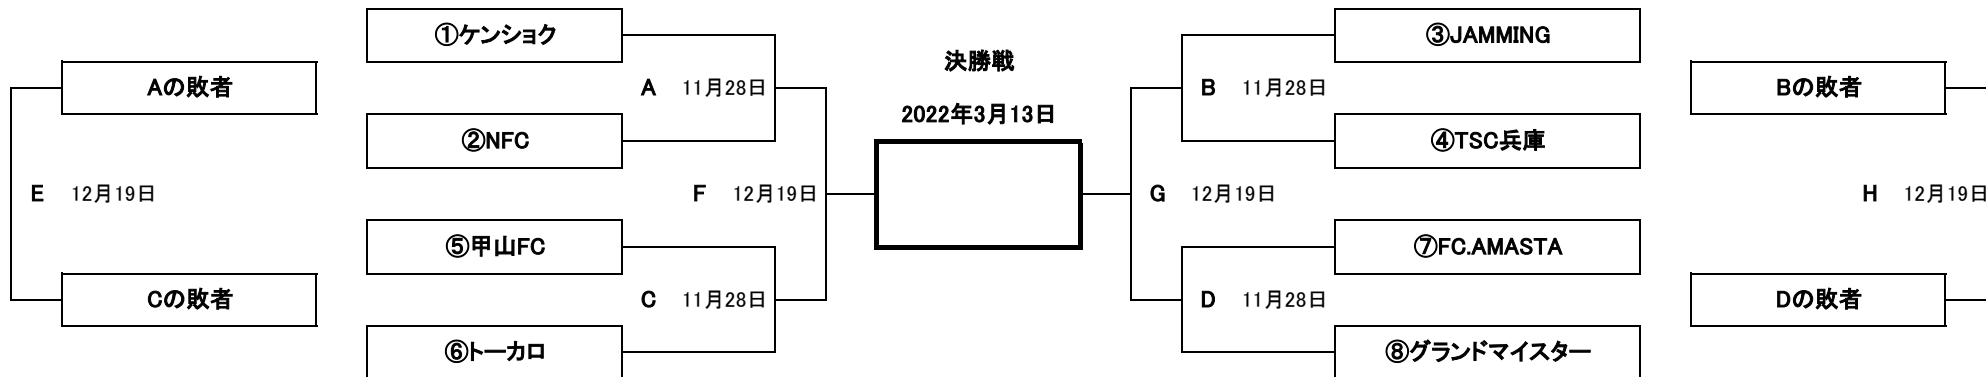 ①ケンショク
③JAMMING
決勝戦
Aの敗者
A 11月28日
B 11月28日
Bの敗者
2022年3月13日
②NFC
④TSC兵庫
E 12月19日
F 12月19日
G 12月19日
H 12月19日
⑤甲山FC
⑦FC.AMASTA
Cの敗者
C 11月28日
D 11月28日
Dの敗者
⑥トーカロ
⑧グランドマイスター